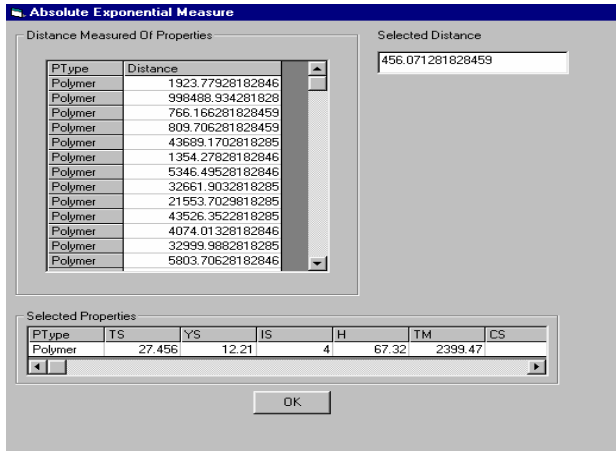 Absolute Exponential Measure
Distance Measured Of Properties
Selected Distance
456.071281828459
PType Distance
Polymer 1923.77928182846
Polymer 998488.934281828
Polymer 766.166281828459
Polymer 809.706281828459
Polymer 43689.1702818285
Polymer 1354.27828182846
Polymer 5346.49528182846
Polymer 32661.9032818285
Polymer 21553.7029818285
Polymer 43526.3522818285
Polymer 4074.01328182846
Polymer 32999.9882818285
Polymer 5803.70628182846
Selected Properties
PType TS YS IS H TM CS
Polymer 27.456 12.21 4 67.32 2399.47
OK